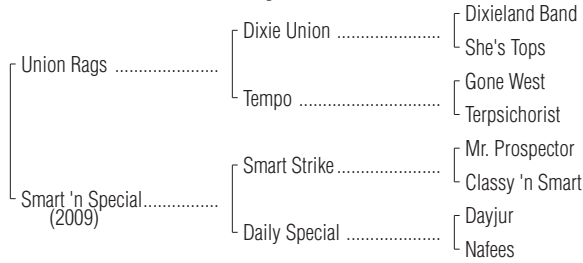 Dixieland Band
Dixie Union ..................
She's Tops
Union Rags ..................
Gone West
Tempo .........................
Terpsichorist
Mr. Prospector
Smart Strike..................
Classy 'n Smart
Smart 'n Special.............
(2009)
Dayjur
Daily Special ................
Nafees